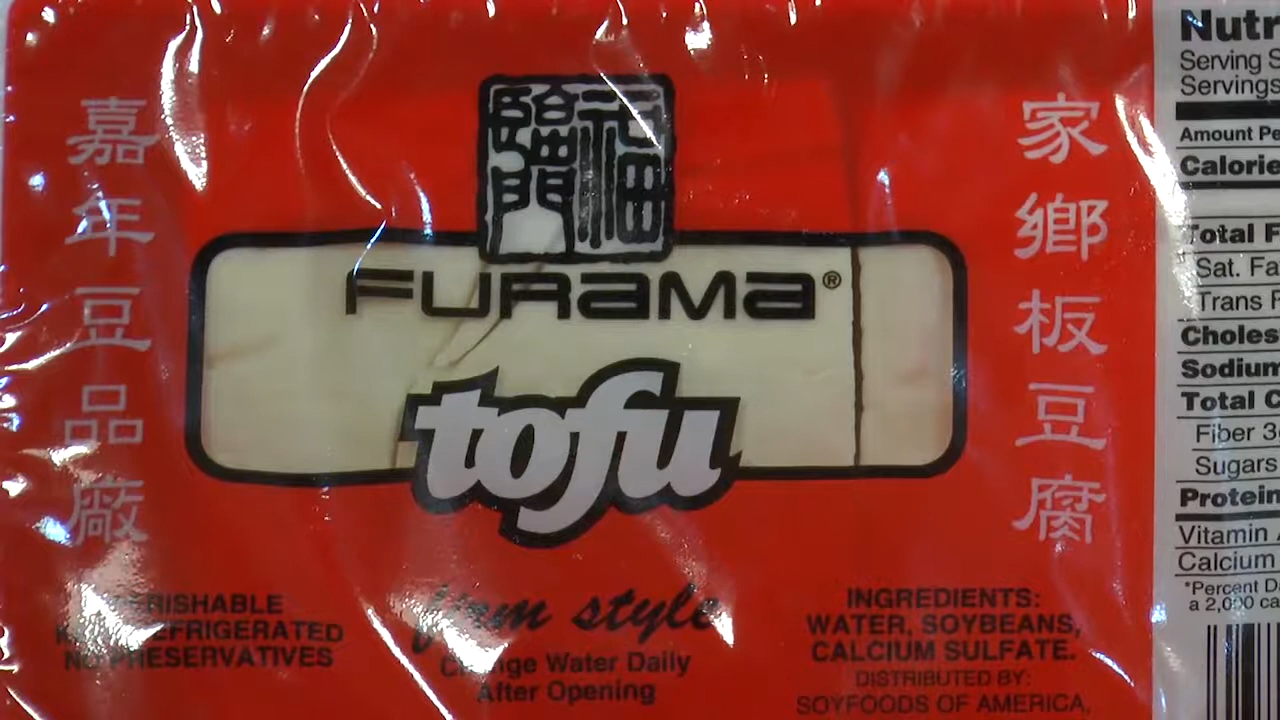 嘉年豆品廠
福臨門
家鄉板豆腐
FURAMA®
tofu
firm style
Change Water Daily
After Opening
PERISHABLE
KEEP REFRIGERATED
NO PRESERVATIVES
INGREDIENTS:
WATER, SOYBEANS,
CALCIUM SULFATE.
DISTRIBUTED BY:
SOYFOODS OF AMERICA,
Nutr
Serving S
Servings
Amount Pe
Calorie
Total F
Sat. Fa
Trans F
Choles
Sodium
Total C
Fiber 3
Sugars
Protein
Vitamin A
Calcium
*Percent D
a 2,000 ca